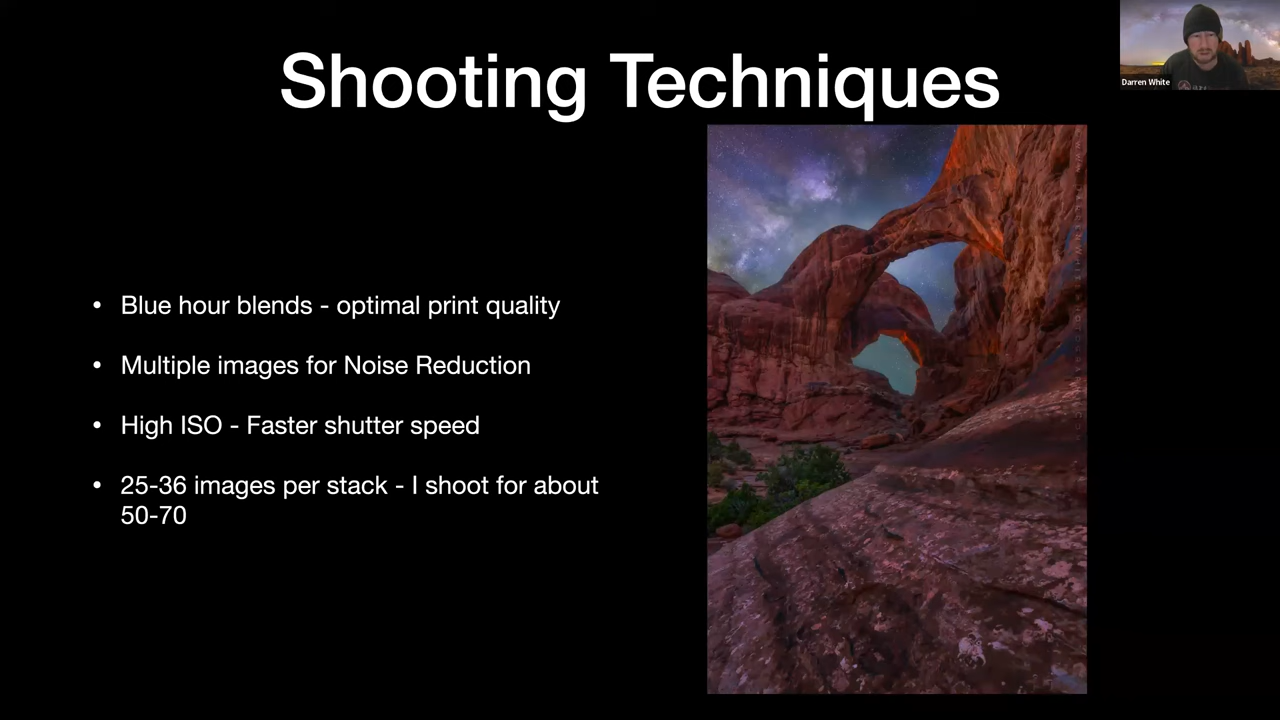 Shooting Techniques
Darren White
• Blue hour blends - optimal print quality
• Multiple images for Noise Reduction
• High ISO - Faster shutter speed
• 25-36 images per stack - I shoot for about
50-70